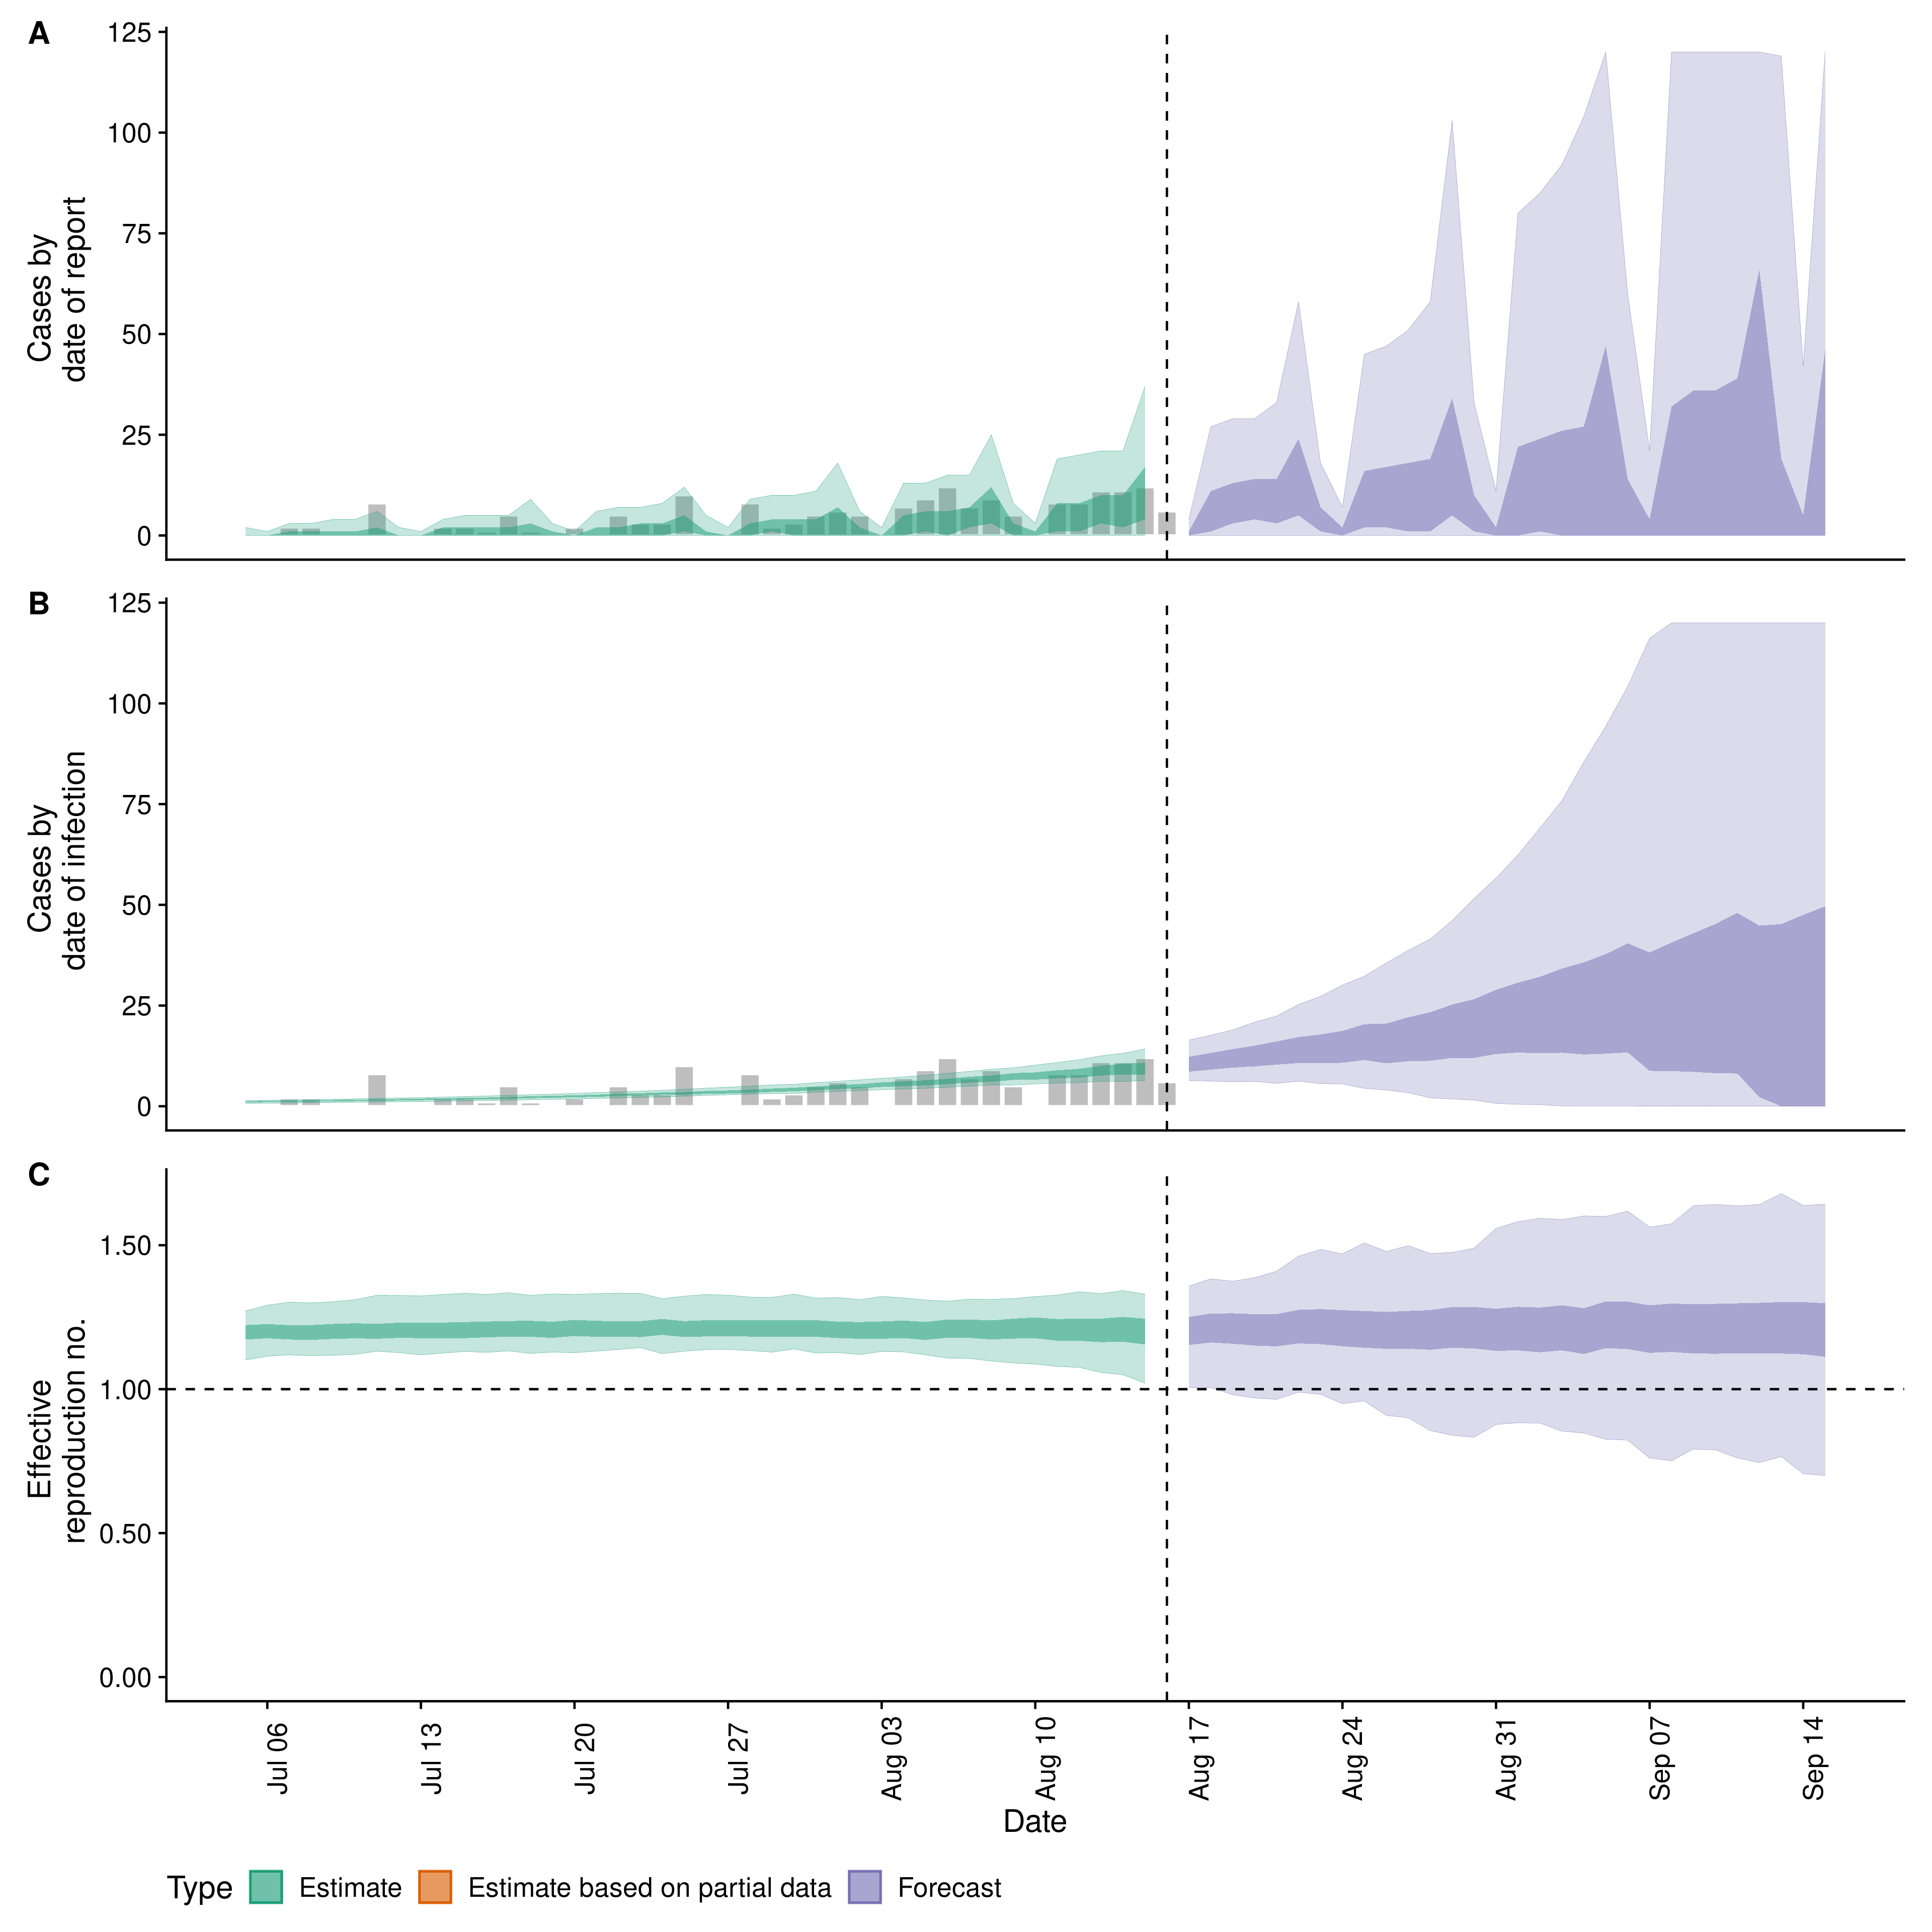 A
125
100
75
50
25
0
Cases by
date of report
B
125
100
75
50
25
0
Cases by
date of infection
C
1.50
1.00
0.50
0.00
Effective
reproduction no.
Jul 06
Jul 13
Jul 20
Jul 27
Aug 03
Aug 10
Aug 17
Aug 24
Aug 31
Sep 07
Sep 14
Date
Type Estimate Estimate based on partial data Forecast